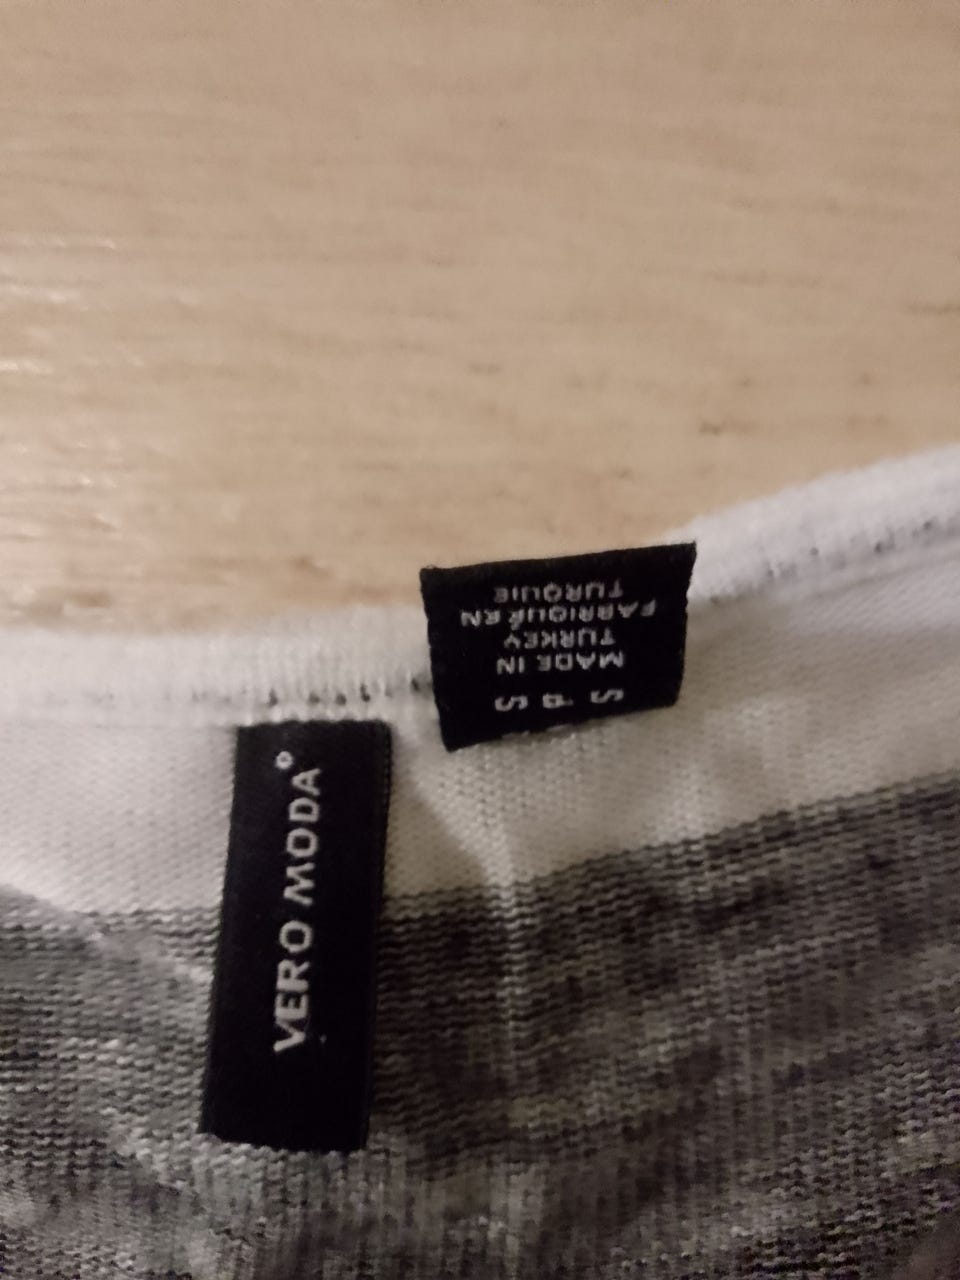 VERO MODA
S P S
MADE IN
TURKEY
FABRIQUÉ EN
TURQUIE